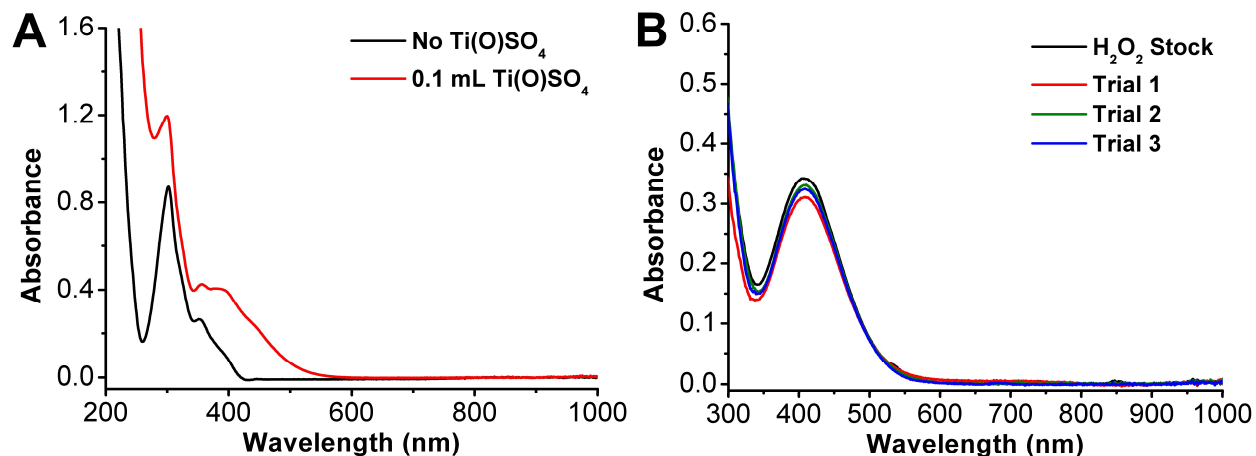 A
No Ti(O)SO₄
0.1 mL Ti(O)SO₄
Absorbance
1.6
1.2
0.8
0.4
0.0
200 400 600 800 1000
Wavelength (nm)
B
H₂O₂ Stock
Trial 1
Trial 2
Trial 3
Absorbance
0.6
0.5
0.4
0.3
0.2
0.1
0.0
300 400 500 600 700 800 900 1000
Wavelength (nm)